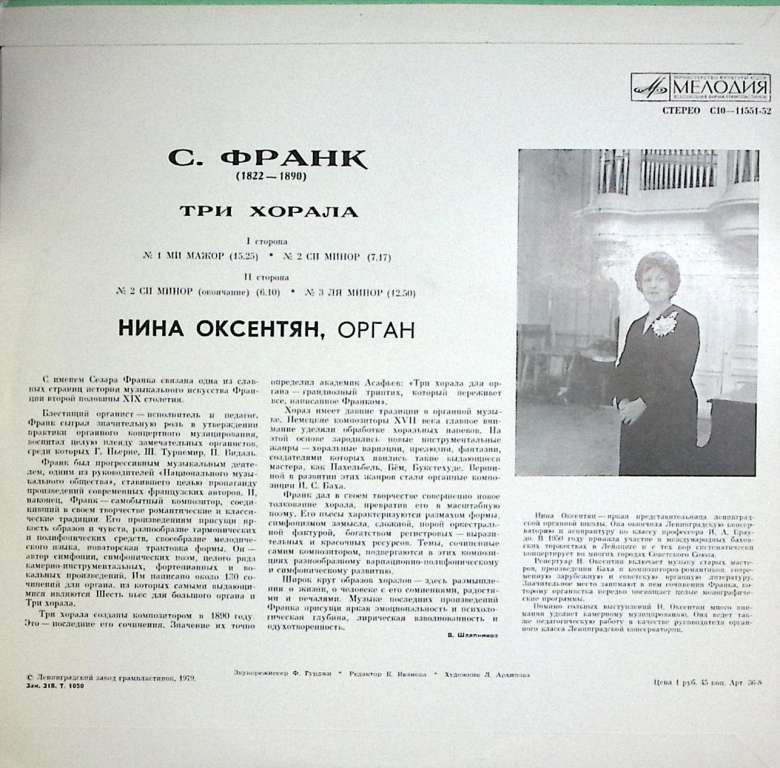 МЕЛОДИЯ
СТЕРЕО С10—11551-52
С. ФРАНК
(1822—1890)
ТРИ ХОРАЛА
I сторона
№ 1 МИ МАЖОР (15.25) • № 2 СИ МИНОР (7.17)
II сторона
№ 2 СИ МИНОР (окончание) (6.10) • № 3 ЛЯ МИНОР (12.50)
НИНА ОКСЕНТЯН, ОРГАН
С именем Сезара Франка связана одна из слав-
ных страниц истории музыкального искусства Фран-
ции второй половины XIX столетия.
Блестящий органист — исполнитель и педагог,
Франк сыграл значительную роль в утверждении
практики органного концертного музицирования,
воспитал целую плеяду замечательных органистов,
среди которых Г. Пьерне, Ш. Турнемир, П. Видаль.
Франк был прогрессивным музыкальным деяте-
лем, одним из руководителей «Национального музы-
кального общества», ставившего целью пропаганду
произведений современных французских авторов. И,
наконец, Франк — самобытный композитор, соеди-
нивший в своем творчестве романтические и класси-
ческие традиции. Его произведениям присущи яр-
кость образов и чувств, разнообразие гармонических
и полифонических средств, своеобразие мелодиче-
ского языка, новаторская трактовка формы. Он —
автор симфонии, симфонических поэм, целого ряда
камерно-инструментальных, фортепианных и во-
кальных произведений. Им написано около 130 со-
чинений для органа, из которых самыми выдающи-
мися являются Шесть пьес для большого органа и
Три хорала.
Три хорала созданы композитором в 1890 году.
Это — последние его сочинения. Значение их точно
определил академик Асафьев: «Три хорала для ор-
гана — грандиозный триптих, который переживет
все, написанное Франком».
Хорал имеет давние традиции в органной музы-
ке. Немецкие композиторы XVII века главное вни-
мание уделяли обработке хоральных напевов. На
этой основе зародились новые инструментальные
жанры — хоральные вариации, прелюдии, фантазии,
создателями которых явились такие выдающиеся
мастера, как Пахельбель, Бём, Букстехуде. Верши-
ной в развитии этих жанров стали органные компо-
зиции И. С. Баха.
Франк дал в своем творчестве совершенно новое
толкование хорала, превратив его в масштабную
поэму. Его пьесы характеризуются размахом формы,
симфонизмом замысла, сложной, порой оркестраль-
ной фактурой, богатством регистровых — вырази-
тельных и красочных ресурсов. Темы, сочиненные
самим композитором, подвергаются в этих компози-
циях разнообразному вариационно-полифоническому
и симфоническому развитию.
Широк круг образов хоралов — здесь размышле-
ния о жизни, о человеке с его сомнениями, радостя-
ми и печалями. Музыке последних произведений
Франка присущи яркая эмоциональность и психоло-
гическая глубина, лирическая взволнованность и
одухотворенность.
В. Шляпников
Нина Оксентян — яркая представительница ленинград-
ской органной школы. Она окончила Ленинградскую консер-
ваторию и аспирантуру по классу профессора И. А. Брау-
до. В 1950 году приняла участие в международных бахов-
ских торжествах в Лейпциге и с тех пор систематически
концертирует во многих городах Советского Союза.
Репертуар Н. Оксентян включает музыку старых масте-
ров, произведения Баха и композиторов-романтиков, совре-
менную зарубежную и советскую органную литературу.
Значительное место занимают в нем сочинения Франка, ко-
торому органистка нередко посвящает целые монографиче-
ские программы.
Помимо сольных выступлений Н. Оксентян много вни-
мания уделяет камерному музицированию. Она ведет так-
же педагогическую работу в качестве руководителя орган-
ного класса Ленинградской консерватории.
© Ленинградский завод грампластинок, 1979.
Зак. 318. Т. 1050
Звукорежиссер Ф. Гурджи • Редактор Е. Иванова • Художник Л. Архипова
Цена 1 руб. 45 коп. Арт. 36-8